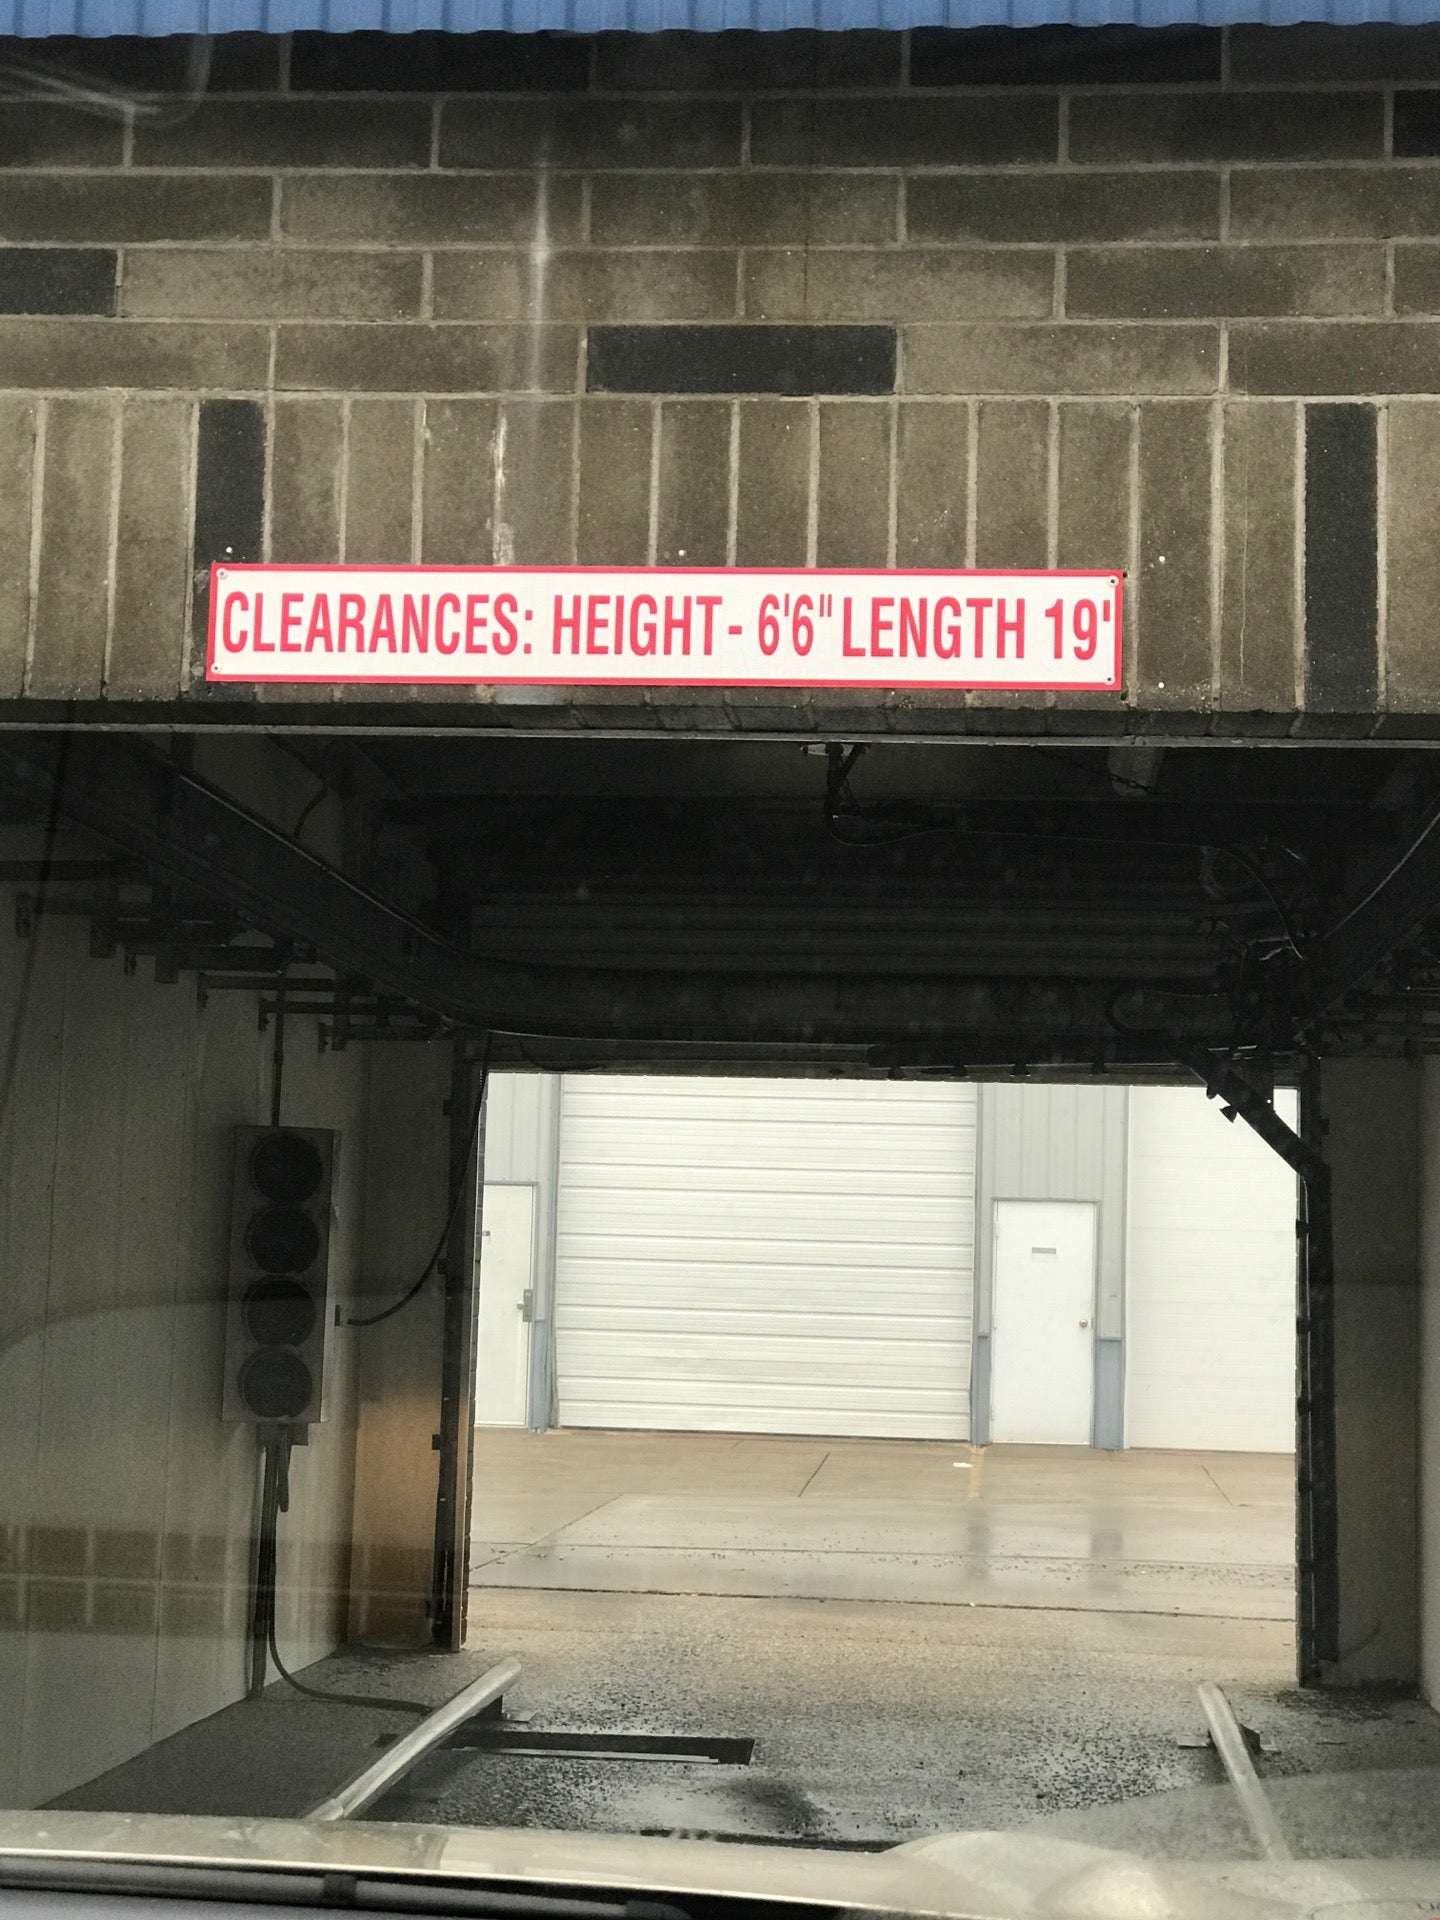 CLEARANCES: HEIGHT - 6'6" LENGTH 19'